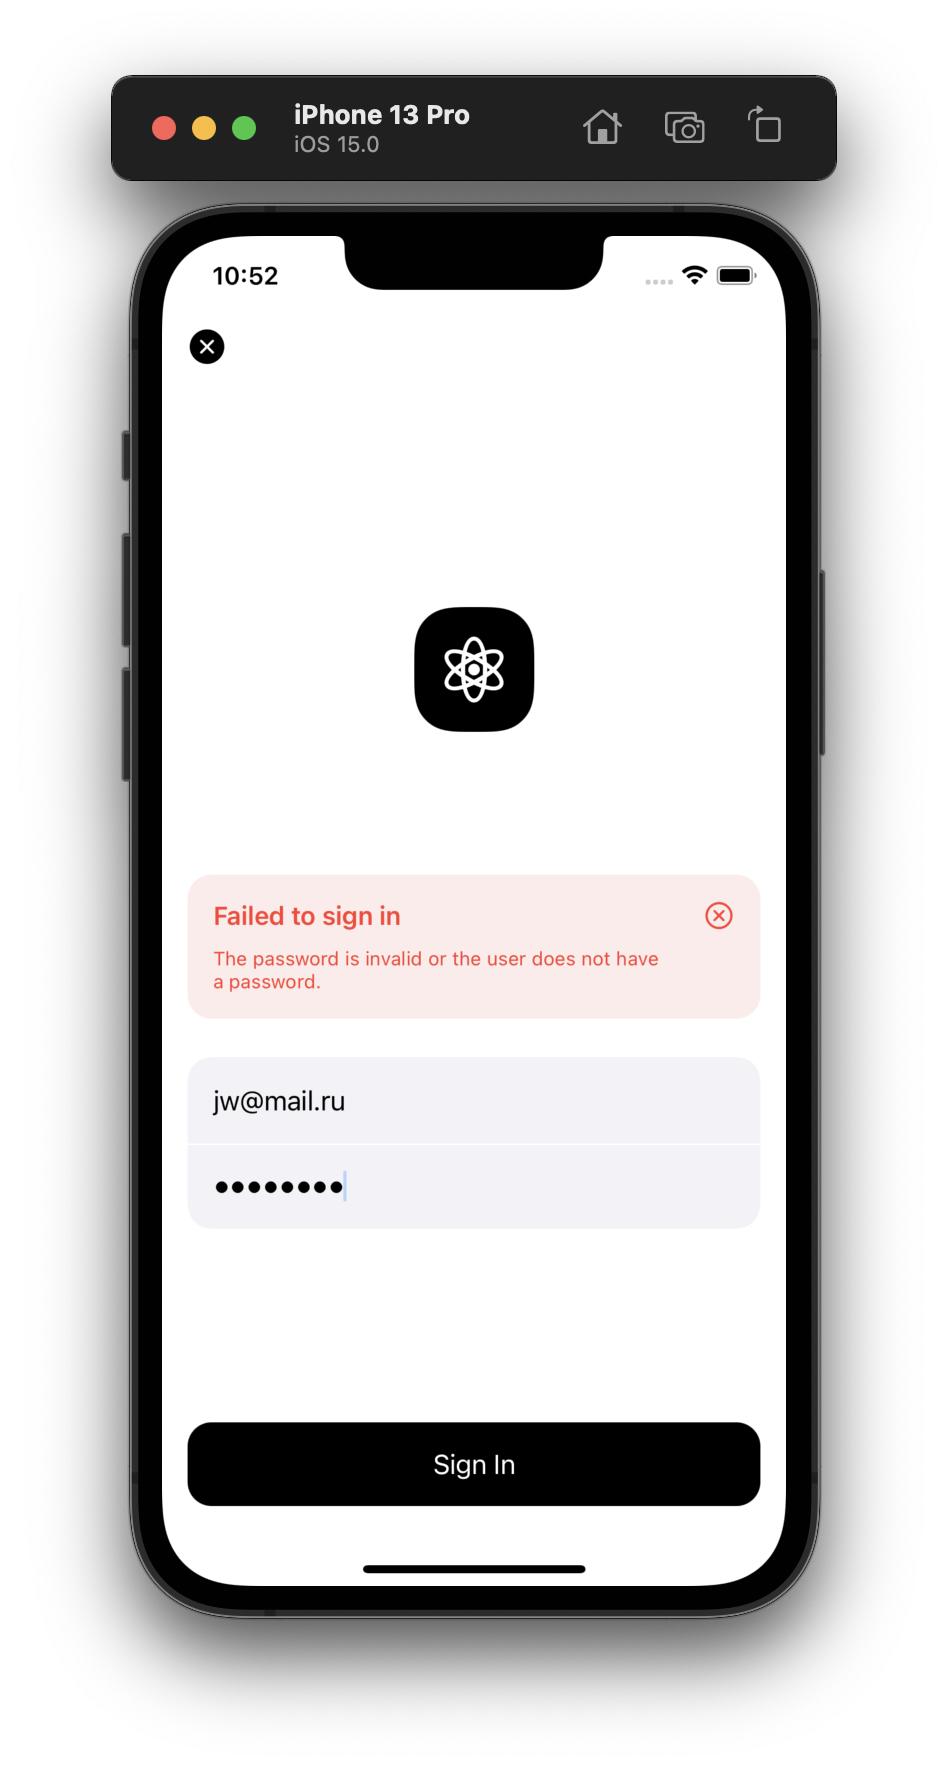 iPhone 13 Pro
iOS 15.0
10:52
Failed to sign in
The password is invalid or the user does not have
a password.
jw@mail.ru
••••••••
Sign In